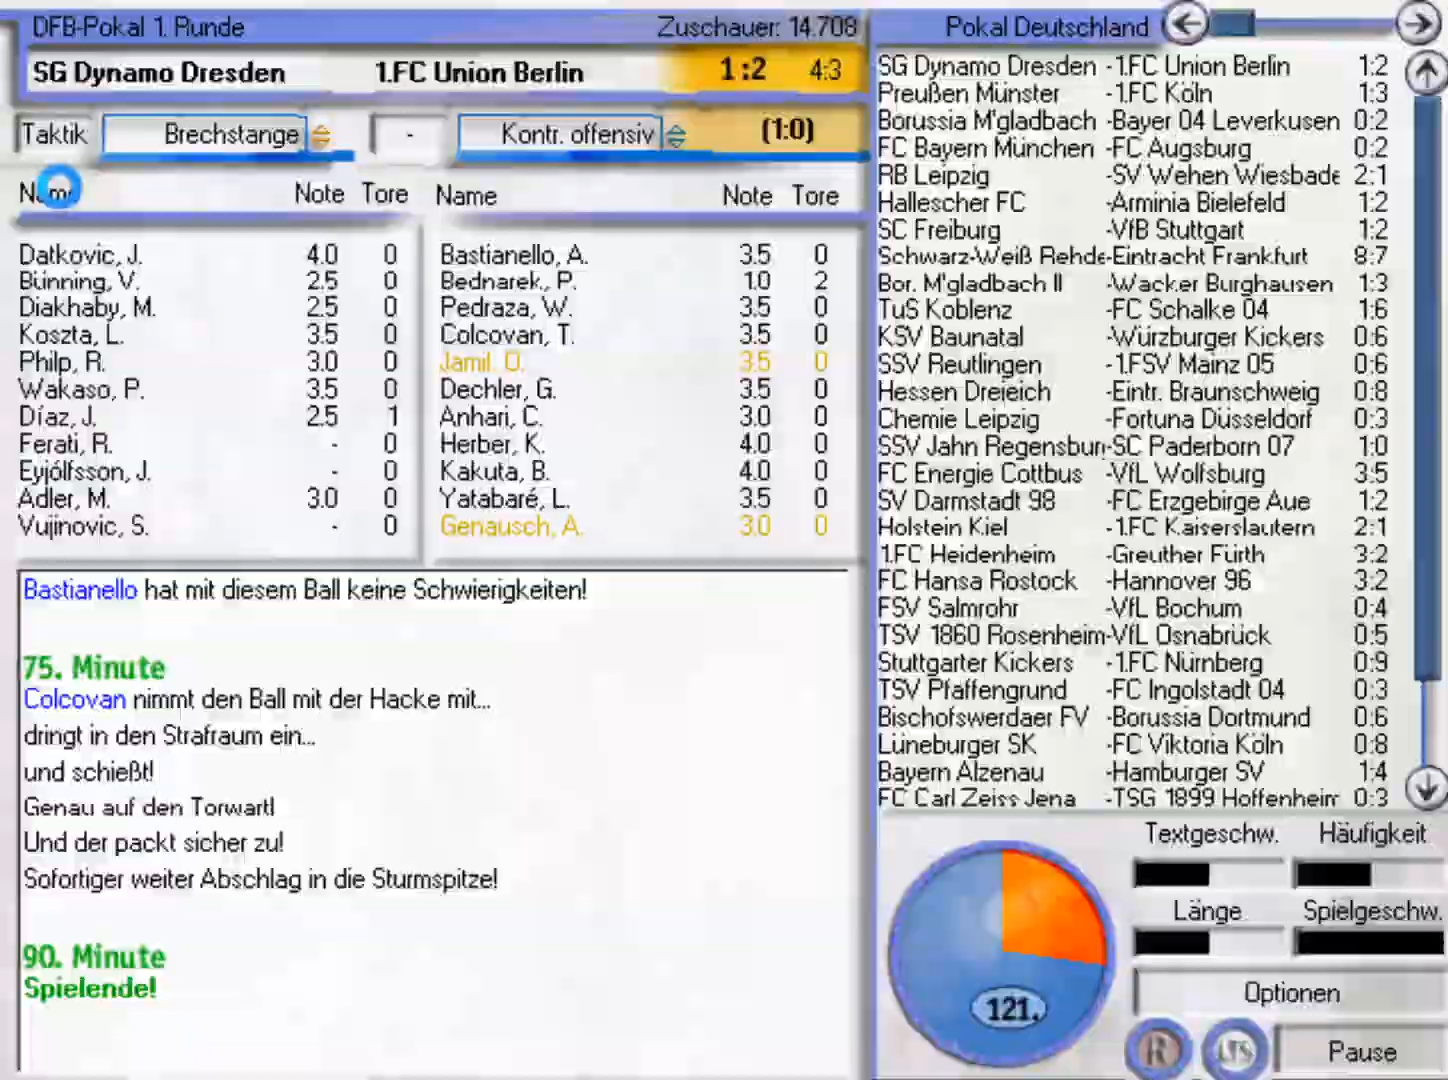 DFB-Pokal 1. Runde Zuschauer: 14.708
SG Dynamo Dresden 1.FC Union Berlin 1:2 4:3
Taktik Brechstange - Kontr. offensiv (1:0)
Name Note Tore Name Note Tore
Datkovic, J. 4.0 0 Bastianello, A. 3.5 0
Bünning, V. 2.5 0 Bednarek, P. 1.0 2
Diakhaby, M. 2.5 0 Pedraza, W. 3.5 0
Koszta, L. 3.5 0 Colcovan, T. 3.5 0
Philp, R. 3.0 0 Jamil, O. 3.5 0
Wakaso, P. 3.5 0 Dechler, G. 3.5 0
Díaz, J. 2.5 1 Anhari, C. 3.0 0
Ferati, R. - 0 Herber, K. 4.0 0
Eyjólfsson, J. - 0 Kakuta, B. 4.0 0
Adler, M. 3.0 0 Yatabaré, L. 3.5 0
Vujinovic, S. - 0 Genausch, A. 3.0 0
Bastianello hat mit diesem Ball keine Schwierigkeiten!
75. Minute
Colcovan nimmt den Ball mit der Hacke mit...
dringt in den Strafraum ein...
und schießt!
Genau auf den Torwart!
Und der packt sicher zu!
Sofortiger weiter Abschlag in die Sturmspitze!
90. Minute
Spielende!
Pokal Deutschland
SG Dynamo Dresden -1.FC Union Berlin 1:2
Preußen Münster -1.FC Köln 1:3
Borussia M'gladbach -Bayer 04 Leverkusen 0:2
FC Bayern München -FC Augsburg 0:2
RB Leipzig -SV Wehen Wiesbade 2:1
Hallescher FC -Arminia Bielefeld 1:2
SC Freiburg -VfB Stuttgart 1:2
Schwarz-Weiß Rehde-Eintracht Frankfurt 8:7
Bor. M'gladbach II -Wacker Burghausen 1:3
TuS Koblenz -FC Schalke 04 1:6
KSV Baunatal -Würzburger Kickers 0:6
SSV Reutlingen -1.FSV Mainz 05 0:6
Hessen Dreieich -Eintr. Braunschweig 0:8
Chemie Leipzig -Fortuna Düsseldorf 0:3
SSV Jahn Regensbur-SC Paderborn 07 1:0
FC Energie Cottbus -VfL Wolfsburg 3:5
SV Darmstadt 98 -FC Erzgebirge Aue 1:2
Holstein Kiel -1.FC Kaiserslautern 2:1
1.FC Heidenheim -Greuther Fürth 3:2
FC Hansa Rostock -Hannover 96 3:2
FSV Salmrohr -VfL Bochum 0:4
TSV 1860 Rosenheim-VfL Osnabrück 0:5
Stuttgarter Kickers -1.FC Nürnberg 0:9
TSV Pfaffengrund -FC Ingolstadt 04 0:3
Bischofswerdaer FV -Borussia Dortmund 0:6
Lüneburger SK -FC Viktoria Köln 0:8
Bayern Alzenau -Hamburger SV 1:4
FC Carl Zeiss Jena -TSG 1899 Hoffenheim 0:3
Textgeschw. Häufigkeit
Länge Spielgeschw.
121.
Optionen
R LTS Pause